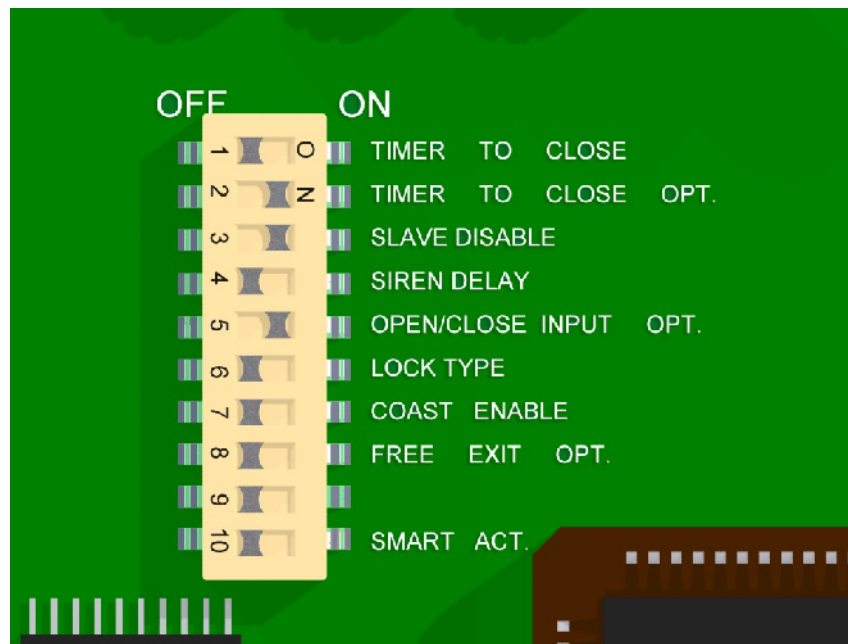 OFF ON
1 O TIMER TO CLOSE
2 N TIMER TO CLOSE OPT.
3 SLAVE DISABLE
4 SIREN DELAY
5 OPEN/CLOSE INPUT OPT.
6 LOCK TYPE
7 COAST ENABLE
8 FREE EXIT OPT.
9
10 SMART ACT.